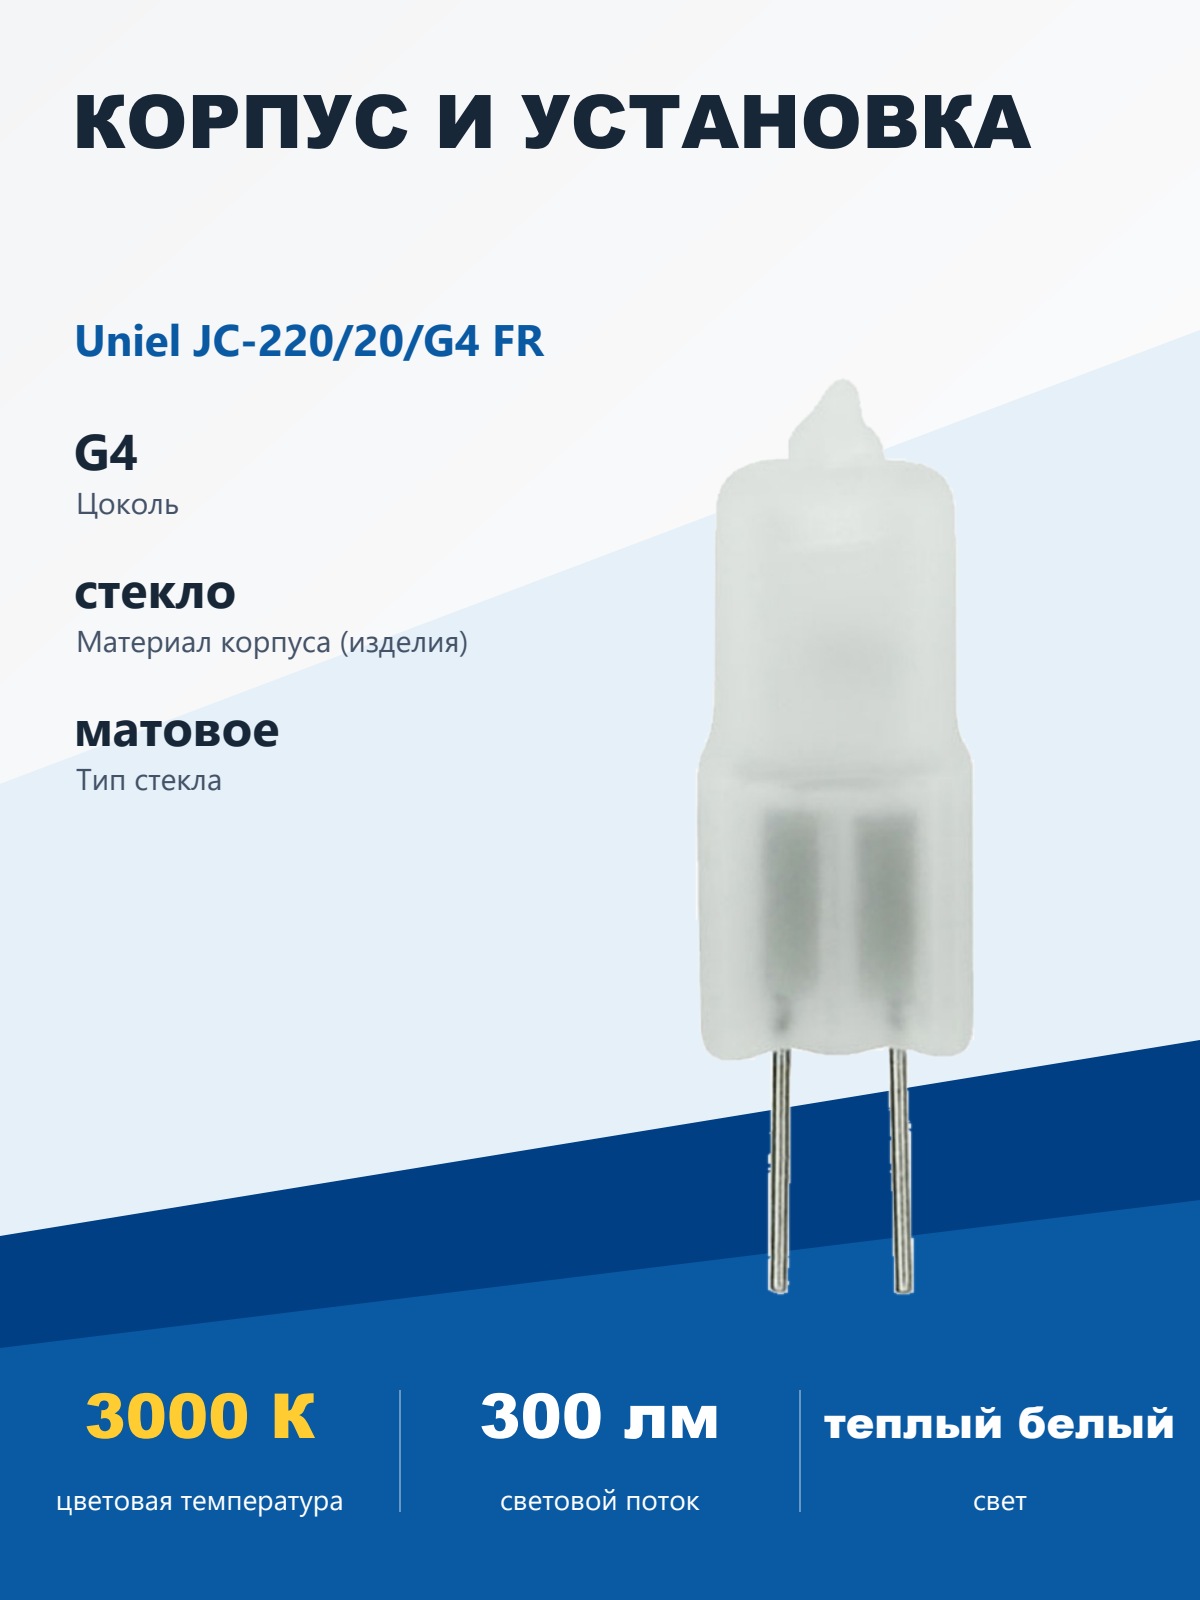 КОРПУС И УСТАНОВКА
Uniel JC-220/20/G4 FR
G4
Цоколь
стекло
Материал корпуса (изделия)
матовое
Тип стекла
3000 К
цветовая температура
300 лм
световой поток
теплый белый
свет